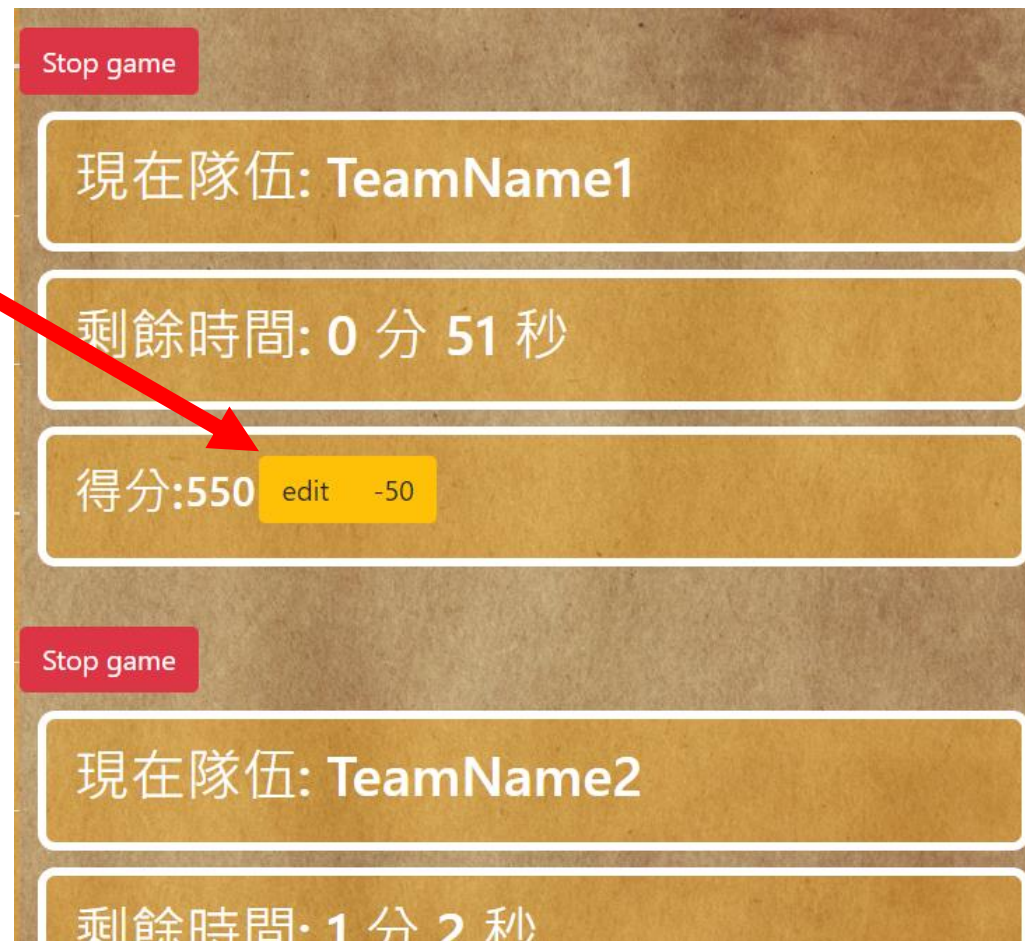 Stop game
現在隊伍: TeamName1
剩餘時間: 0 分 51 秒
得分:550 edit -50
Stop game
現在隊伍: TeamName2
剩餘時間: 1 分 2 秒